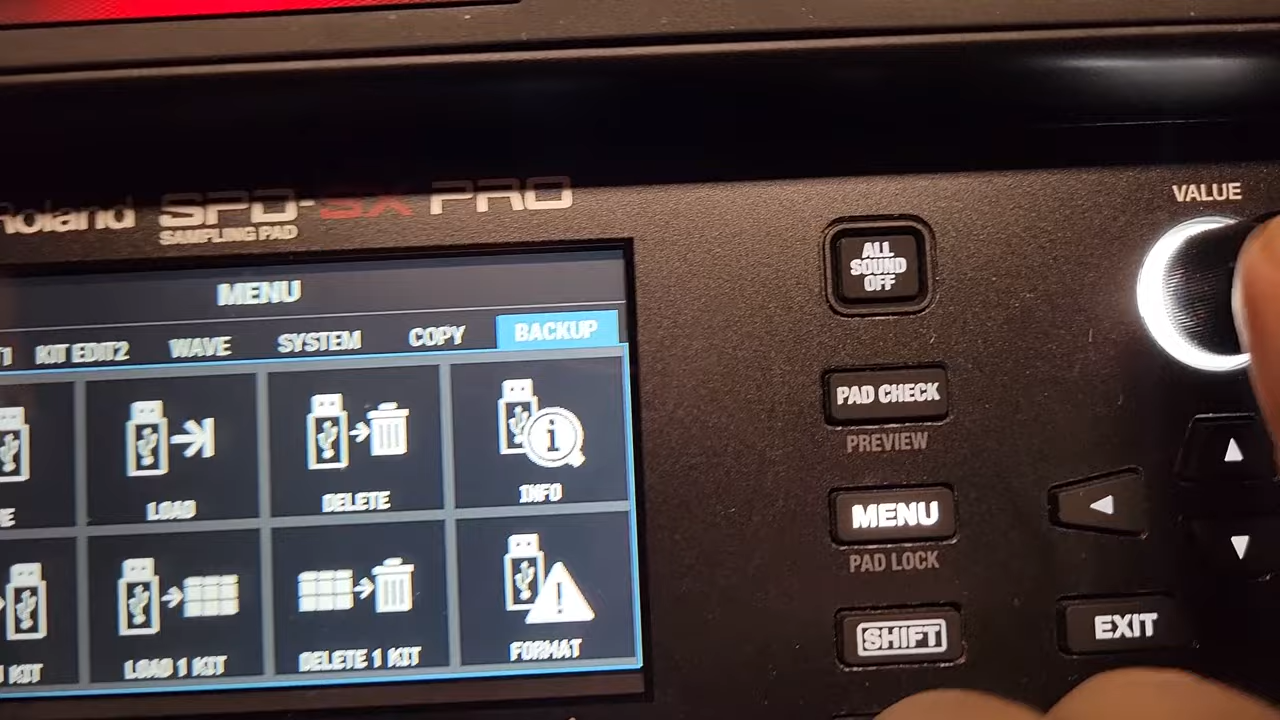 Roland SPD-SX PRO
SAMPLING PAD
VALUE
ALL
SOUND
OFF
MENU
KIT EDIT2 WAVE SYSTEM COPY BACKUP
PAD CHECK
PREVIEW
LOAD DELETE INFO
MENU
PAD LOCK
KIT LOAD 1 KIT DELETE 1 KIT FORMAT
SHIFT
EXIT